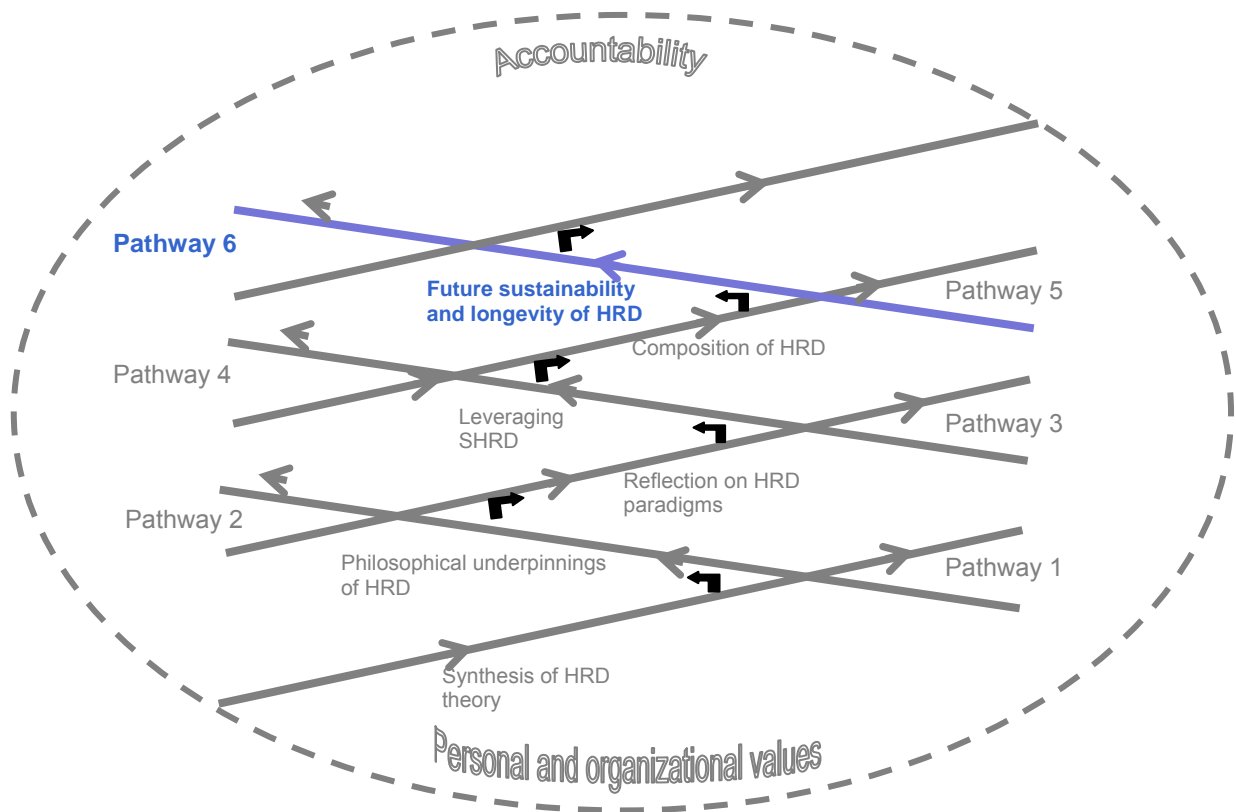 Accountability
Pathway 6
Future sustainability
and longevity of HRD
Pathway 5
Composition of HRD
Pathway 4
Leveraging
SHRD
Pathway 3
Reflection on HRD
paradigms
Pathway 2
Philosophical underpinnings
of HRD
Pathway 1
Synthesis of HRD
theory
Personal and organizational values